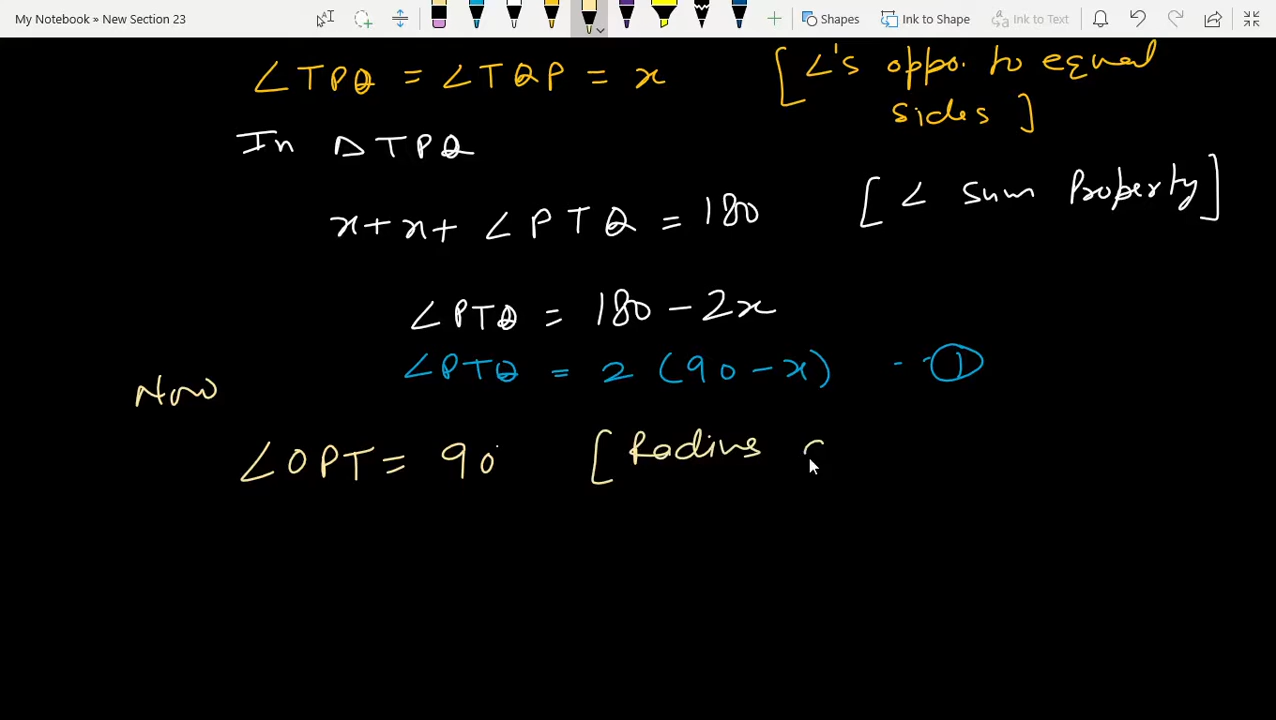 My Notebook » New Section 23
Shapes
Ink to Shape
Ink to Text
∠TPQ = ∠TQP = x [∠'s oppo. to equal
sides]
In ΔTPQ
x+x+ ∠PTQ = 180 [∠ Sum Property]
∠PTQ = 180 - 2x
∠PTQ = 2 (90 - x) -- ①
Now
∠OPT = 90 [Radius